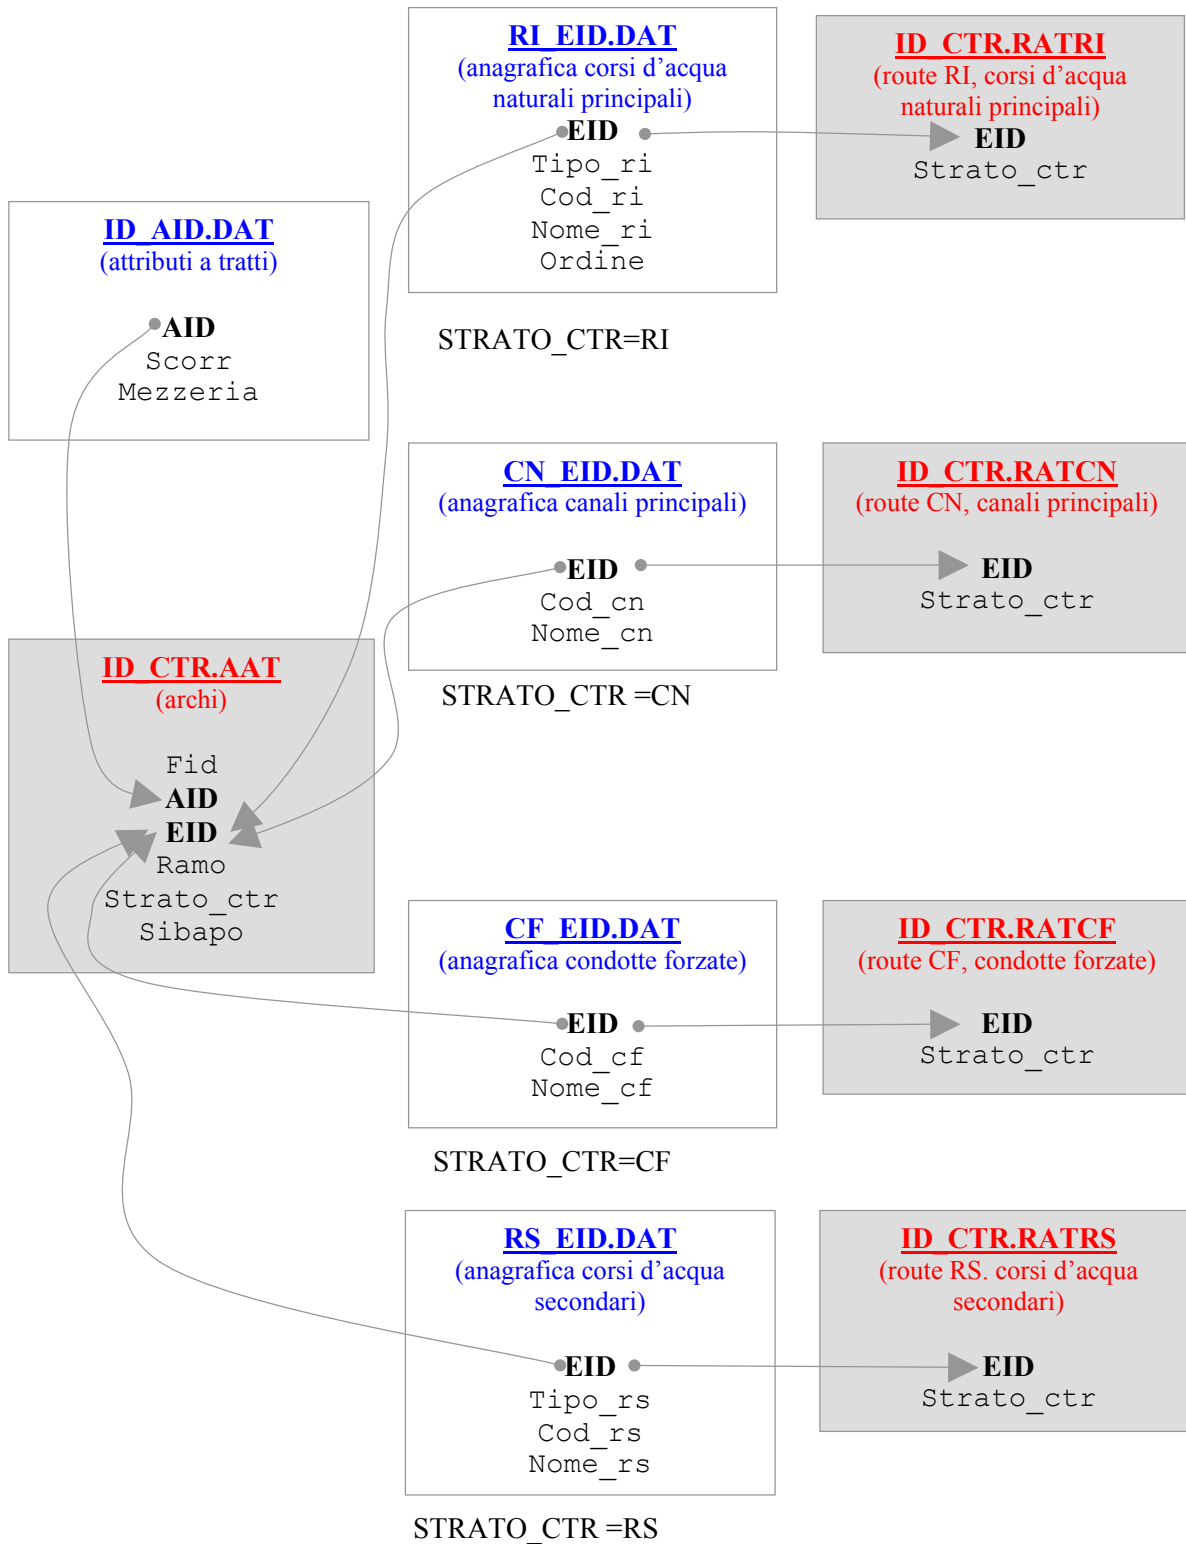 RI_EID.DAT
(anagrafica corsi d'acqua
naturali principali)
EID
Tipo_ri
Cod_ri
Nome_ri
Ordine
STRATO_CTR=RI
ID_CTR.RATRI
(route RI, corsi d'acqua
naturali principali)
EID
Strato_ctr
ID_AID.DAT
(attributi a tratti)
AID
Scorr
Mezzeria
CN_EID.DAT
(anagrafica canali principali)
EID
Cod_cn
Nome_cn
STRATO_CTR =CN
ID_CTR.RATCN
(route CN, canali principali)
EID
Strato_ctr
ID_CTR.AAT
(archi)
Fid
AID
EID
Ramo
Strato_ctr
Sibapo
CF_EID.DAT
(anagrafica condotte forzate)
EID
Cod_cf
Nome_cf
STRATO_CTR=CF
ID_CTR.RATCF
(route CF, condotte forzate)
EID
Strato_ctr
RS_EID.DAT
(anagrafica corsi d'acqua
secondari)
EID
Tipo_rs
Cod_rs
Nome_rs
STRATO_CTR =RS
ID_CTR.RATRS
(route RS. corsi d'acqua
secondari)
EID
Strato_ctr